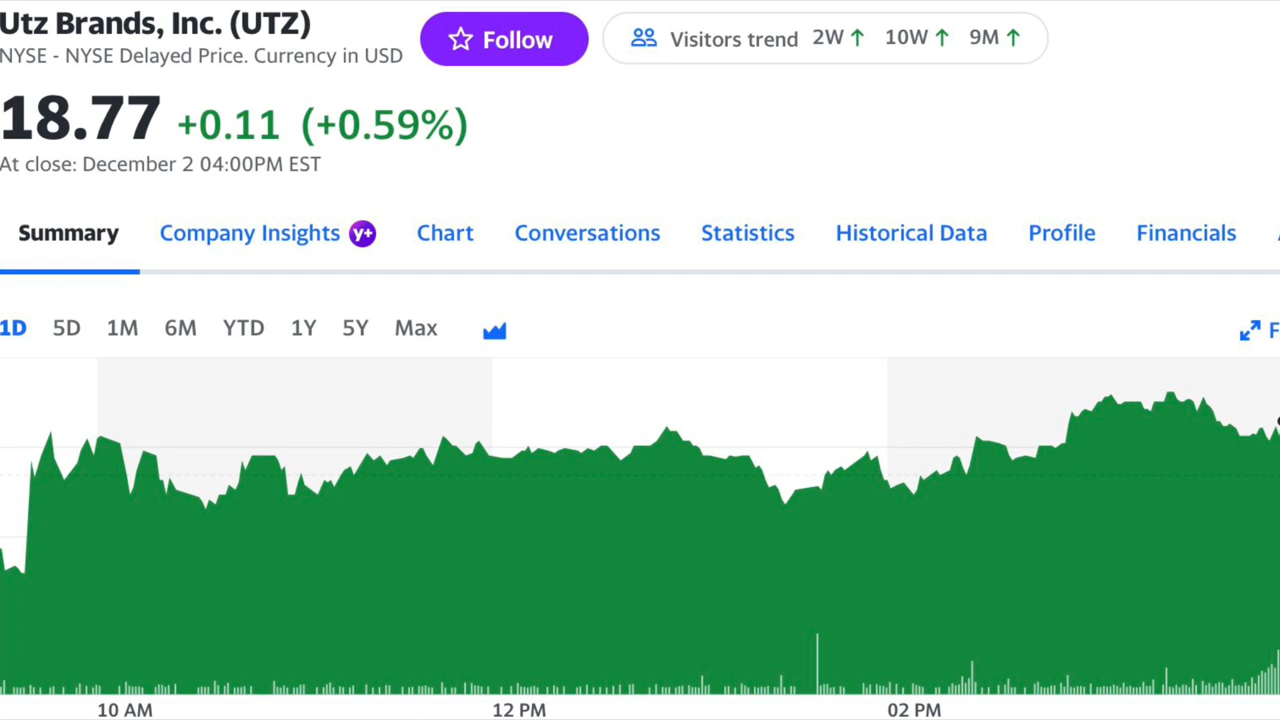 Utz Brands, Inc. (UTZ)
NYSE - NYSE Delayed Price. Currency in USD
Follow
Visitors trend 2W ↑ 10W ↑ 9M ↑
18.77 +0.11 (+0.59%)
At close: December 2 04:00PM EST
Summary Company Insights y+ Chart Conversations Statistics Historical Data Profile Financials
1D 5D 1M 6M YTD 1Y 5Y Max
F
10 AM 12 PM 02 PM